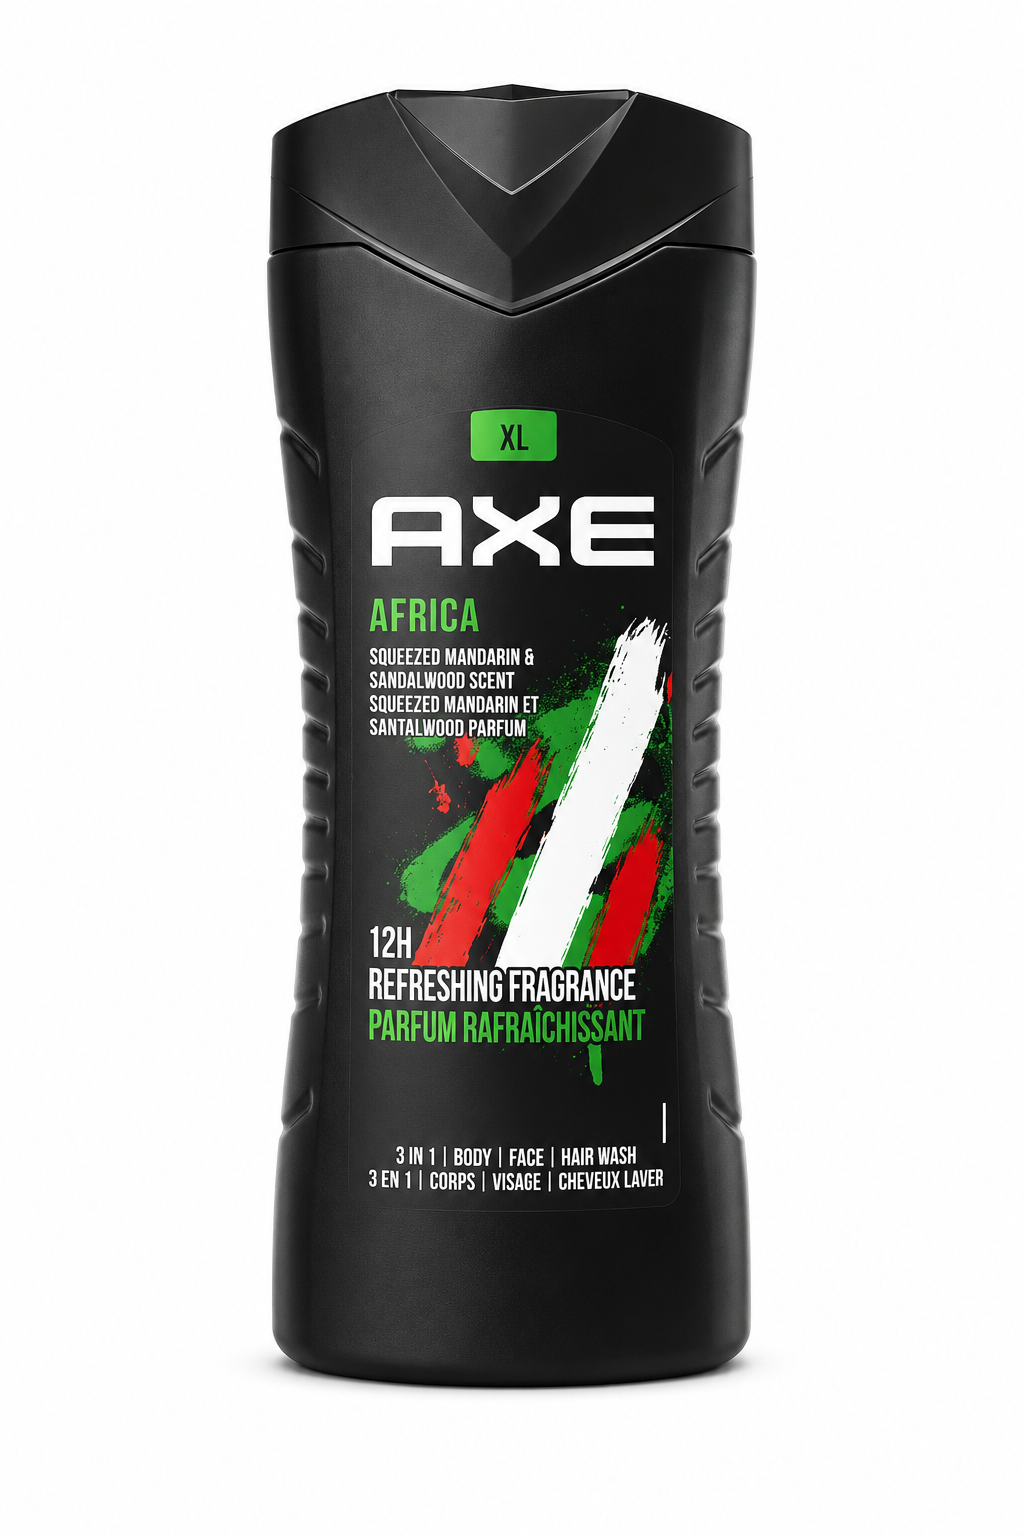 XL
AXE
AFRICA
SQUEEZED MANDARIN &
SANDALWOOD SCENT
SQUEEZED MANDARIN ET
SANTALWOOD PARFUM
12H
REFRESHING FRAGRANCE
PARFUM RAFRAÎCHISSANT
3 IN 1 | BODY | FACE | HAIR WASH
3 EN 1 | CORPS | VISAGE | CHEVEUX LAVER